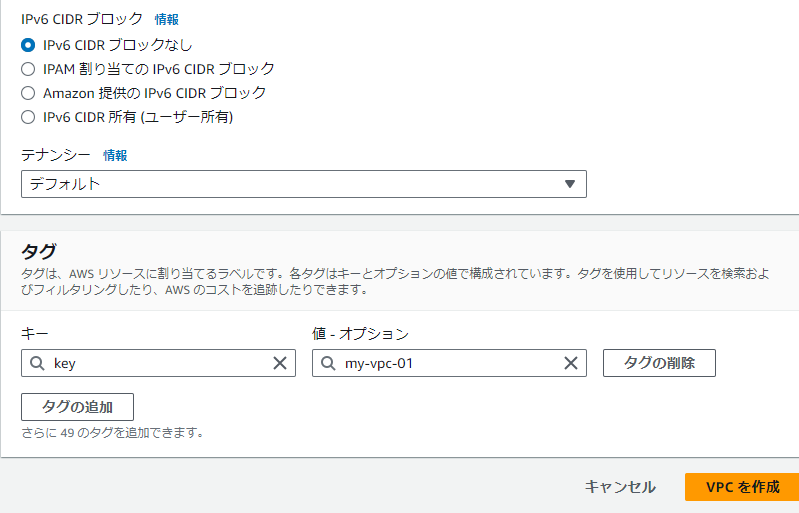 IPv6 CIDR ブロック 情報
IPv6 CIDR ブロックなし
IPAM 割り当ての IPv6 CIDR ブロック
Amazon 提供の IPv6 CIDR ブロック
IPv6 CIDR 所有 (ユーザー所有)
テナンシー 情報
デフォルト
タグ
タグは、AWS リソースに割り当てるラベルです。各タグはキーとオプションの値で構成されています。タグを使用してリソースを検索およ
びフィルタリングしたり、AWS のコストを追跡したりできます。
キー 値 - オプション
key my-vpc-01 タグの削除
タグの追加
さらに 49 のタグを追加できます。
キャンセル VPC を作成